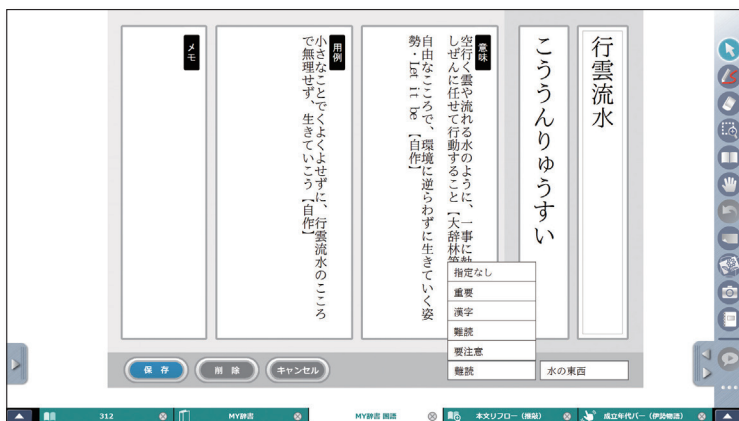 行雲流水
こううんりゅうすい
意味
空行く雲や流れる水のように、一事に
しぜんに任せて行動すること【大辞林
自由なこころで、環境に逆らわずに生きていく姿
勢・Let it be【自作】
用例
小さなことでくよくよせずに、行雲流水のこころ
で無理せず、生きていこう【自作】
メモ
指定なし
重要
漢字
難読
要注意
難読
水の東西
保存
削除
キャンセル
312
MY辞書
MY辞書 国語
本文リフロー（推敲）
成立年代バー（伊勢物語）